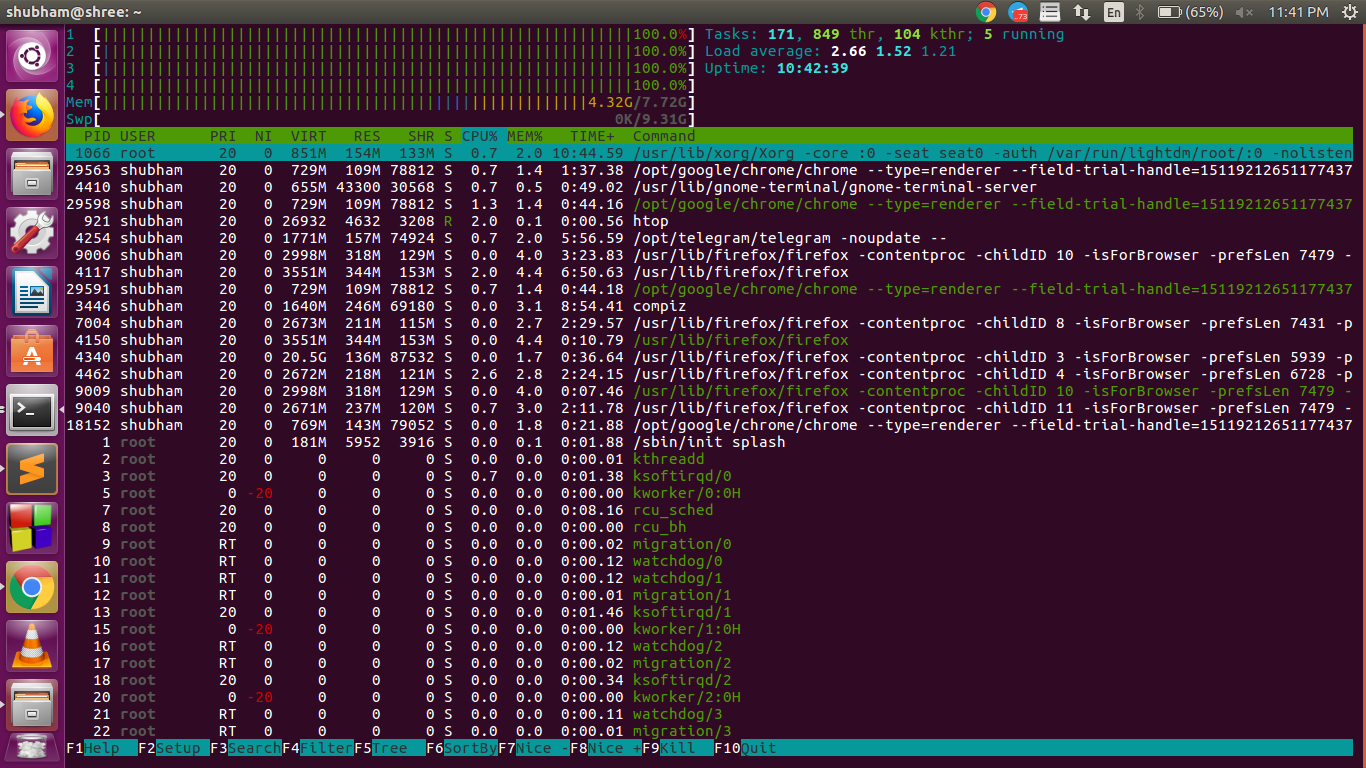 shubham@shree: ~
73
En
(65%)
11:41 PM
1 [||||||||||||||||||||||||||||||||||||||||||||||||||||||||||||100.0%] Tasks: 171, 849 thr, 104 kthr; 5 running
2 [||||||||||||||||||||||||||||||||||||||||||||||||||||||||||||100.0%] Load average: 2.66 1.52 1.21
3 [||||||||||||||||||||||||||||||||||||||||||||||||||||||||||||100.0%] Uptime: 10:42:39
4 [||||||||||||||||||||||||||||||||||||||||||||||||||||||||||||100.0%]
Mem[||||||||||||||||||||||||||||||||||||||||||||||||||||||4.32G/7.72G]
Swp[ 0K/9.31G]
PID USER PRI NI VIRT RES SHR S CPU% MEM% TIME+ Command
1066 root 20 0 851M 154M 133M S 0.7 2.0 10:44.59 /usr/lib/xorg/Xorg -core :0 -seat seat0 -auth /var/run/lightdm/root/:0 -nolisten
29563 shubham 20 0 729M 109M 78812 S 0.7 1.4 1:37.38 /opt/google/chrome/chrome --type=renderer --field-trial-handle=15119212651177437
4410 shubham 20 0 655M 43300 30568 S 0.7 0.5 0:49.02 /usr/lib/gnome-terminal/gnome-terminal-server
29598 shubham 20 0 729M 109M 78812 S 1.3 1.4 0:44.16 /opt/google/chrome/chrome --type=renderer --field-trial-handle=15119212651177437
921 shubham 20 0 26932 4632 3208 R 2.0 0.1 0:00.56 htop
4254 shubham 20 0 1771M 157M 74924 S 0.7 2.0 5:56.59 /opt/telegram/telegram -noupdate --
9006 shubham 20 0 2998M 318M 129M S 0.0 4.0 3:23.83 /usr/lib/firefox/firefox -contentproc -childID 10 -isForBrowser -prefsLen 7479 -
4117 shubham 20 0 3551M 344M 153M S 2.0 4.4 6:50.63 /usr/lib/firefox/firefox
29591 shubham 20 0 729M 109M 78812 S 0.7 1.4 0:44.18 /opt/google/chrome/chrome --type=renderer --field-trial-handle=15119212651177437
3446 shubham 20 0 1640M 246M 69180 S 0.0 3.1 8:54.41 compiz
7004 shubham 20 0 2673M 211M 115M S 0.0 2.7 2:29.57 /usr/lib/firefox/firefox -contentproc -childID 8 -isForBrowser -prefsLen 7431 -p
4150 shubham 20 0 3551M 344M 153M S 0.0 4.4 0:10.79 /usr/lib/firefox/firefox
4340 shubham 20 0 20.5G 136M 87532 S 0.0 1.7 0:36.64 /usr/lib/firefox/firefox -contentproc -childID 3 -isForBrowser -prefsLen 5939 -p
4462 shubham 20 0 2672M 218M 121M S 2.6 2.8 2:24.15 /usr/lib/firefox/firefox -contentproc -childID 4 -isForBrowser -prefsLen 6728 -p
9009 shubham 20 0 2998M 318M 129M S 0.0 4.0 0:07.46 /usr/lib/firefox/firefox -contentproc -childID 10 -isForBrowser -prefsLen 7479 -
9040 shubham 20 0 2671M 237M 120M S 0.7 3.0 2:11.78 /usr/lib/firefox/firefox -contentproc -childID 11 -isForBrowser -prefsLen 7479 -
18152 shubham 20 0 769M 143M 79052 S 0.0 1.8 0:21.88 /opt/google/chrome/chrome --type=renderer --field-trial-handle=15119212651177437
1 root 20 0 181M 5952 3916 S 0.0 0.1 0:01.88 /sbin/init splash
2 root 20 0 0 0 0 S 0.0 0.0 0:00.01 kthreadd
3 root 20 0 0 0 0 S 0.7 0.0 0:01.38 ksoftirqd/0
5 root 0 -20 0 0 0 S 0.0 0.0 0:00.00 kworker/0:0H
7 root 20 0 0 0 0 S 0.0 0.0 0:08.16 rcu_sched
8 root 20 0 0 0 0 S 0.0 0.0 0:00.00 rcu_bh
9 root RT 0 0 0 0 S 0.0 0.0 0:00.02 migration/0
10 root RT 0 0 0 0 S 0.0 0.0 0:00.12 watchdog/0
11 root RT 0 0 0 0 S 0.0 0.0 0:00.12 watchdog/1
12 root RT 0 0 0 0 S 0.0 0.0 0:00.01 migration/1
13 root 20 0 0 0 0 S 0.0 0.0 0:01.46 ksoftirqd/1
15 root 0 -20 0 0 0 S 0.0 0.0 0:00.00 kworker/1:0H
16 root RT 0 0 0 0 S 0.0 0.0 0:00.12 watchdog/2
17 root RT 0 0 0 0 S 0.0 0.0 0:00.02 migration/2
18 root 20 0 0 0 0 S 0.0 0.0 0:00.34 ksoftirqd/2
20 root 0 -20 0 0 0 S 0.0 0.0 0:00.00 kworker/2:0H
21 root RT 0 0 0 0 S 0.0 0.0 0:00.11 watchdog/3
22 root RT 0 0 0 0 S 0.0 0.0 0:00.01 migration/3
F1Help F2Setup F3SearchF4FilterF5Tree F6SortByF7Nice -F8Nice +F9Kill F10Quit